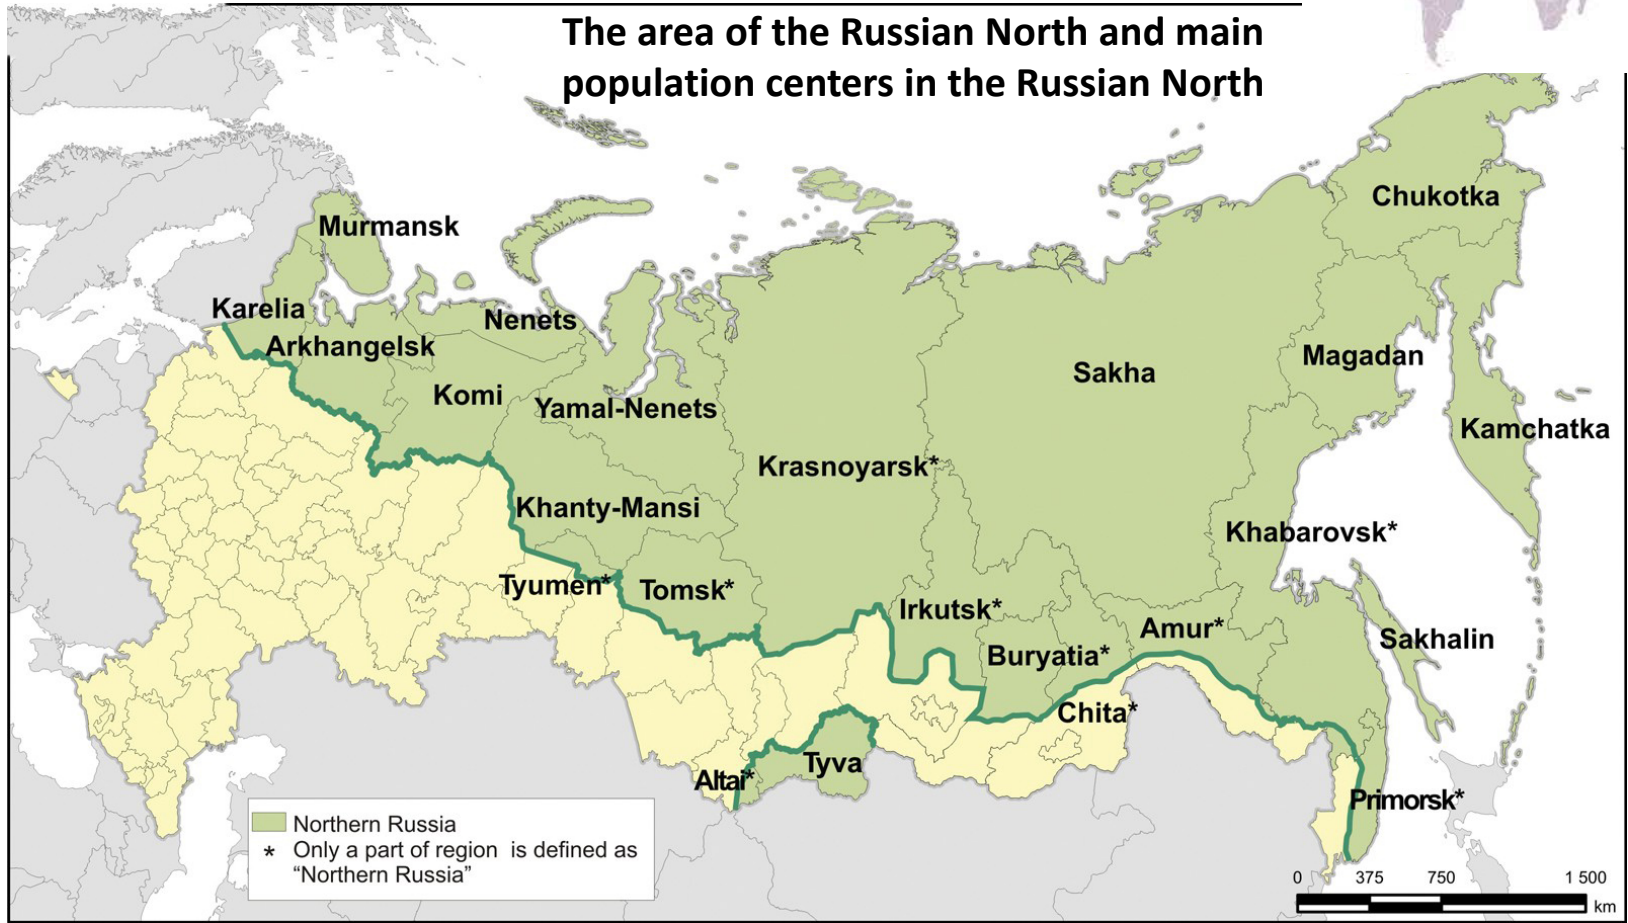 The area of the Russian North and main
population centers in the Russian North
Chukotka
Murmansk
Karelia
Nenets
Arkhangelsk
Magadan
Sakha
Komi
Yamal-Nenets
Kamchatka
Krasnoyarsk*
Khanty-Mansi
Khabarovsk*
Tyumen*
Tomsk*
Irkutsk*
Amur*
Sakhalin
Buryatia*
Chita*
Tyva
Altai*
Primorsk*
Northern Russia
* Only a part of region is defined as
“Northern Russia”
0 375 750 1 500
km